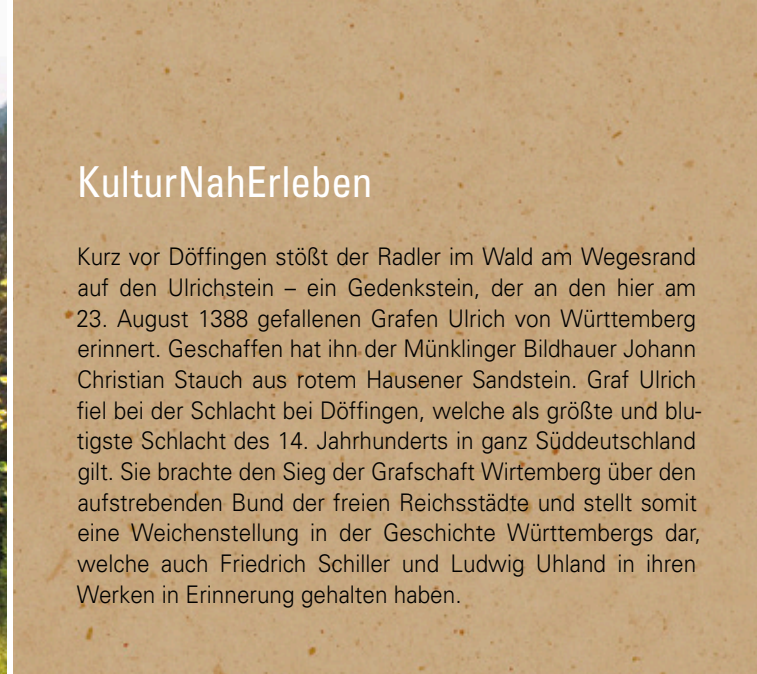 KulturNahErleben
Kurz vor Döffingen stößt der Radler im Wald am Wegesrand
auf den Ulrichstein – ein Gedenkstein, der an den hier am
23. August 1388 gefallenen Grafen Ulrich von Württemberg
erinnert. Geschaffen hat ihn der Münklinger Bildhauer Johann
Christian Stauch aus rotem Hausener Sandstein. Graf Ulrich
fiel bei der Schlacht bei Döffingen, welche als größte und blu-
tigste Schlacht des 14. Jahrhunderts in ganz Süddeutschland
gilt. Sie brachte den Sieg der Grafschaft Wirtemberg über den
aufstrebenden Bund der freien Reichsstädte und stellt somit
eine Weichenstellung in der Geschichte Württembergs dar,
welche auch Friedrich Schiller und Ludwig Uhland in ihren
Werken in Erinnerung gehalten haben.